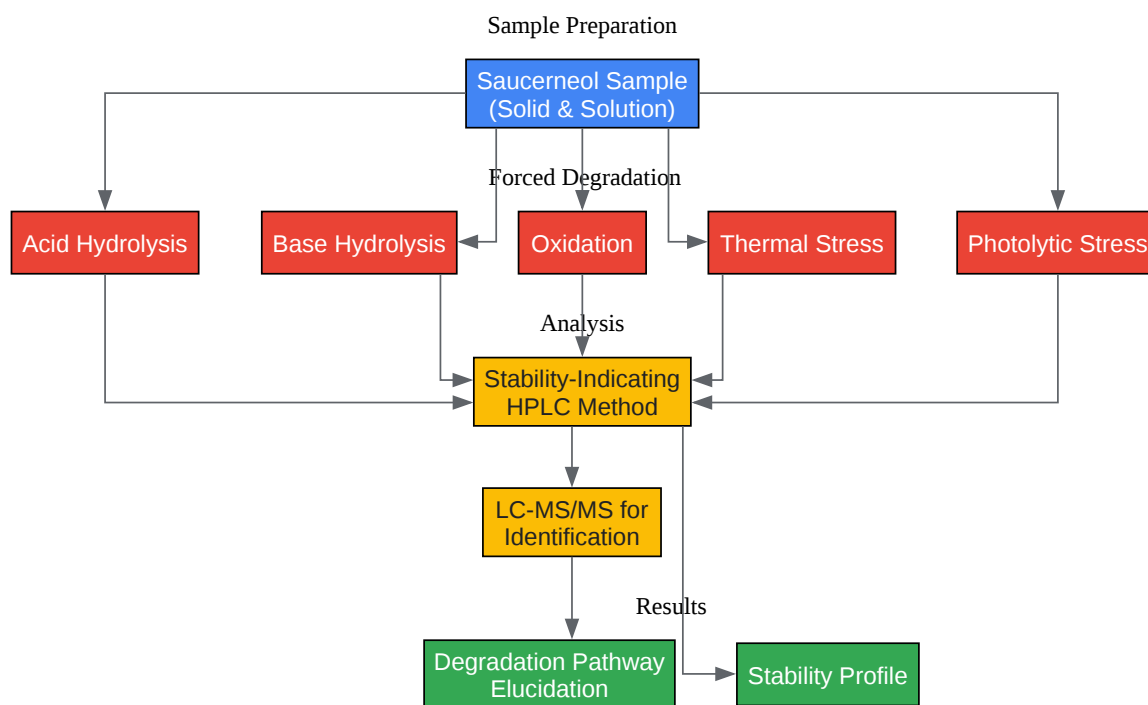 Sample Preparation
Saucerneol Sample
(Solid & Solution)
Forced Degradation
Acid Hydrolysis
Base Hydrolysis
Oxidation
Thermal Stress
Photolytic Stress
Analysis
Stability-Indicating
HPLC Method
LC-MS/MS for
Identification
Results
Degradation Pathway
Elucidation
Stability Profile